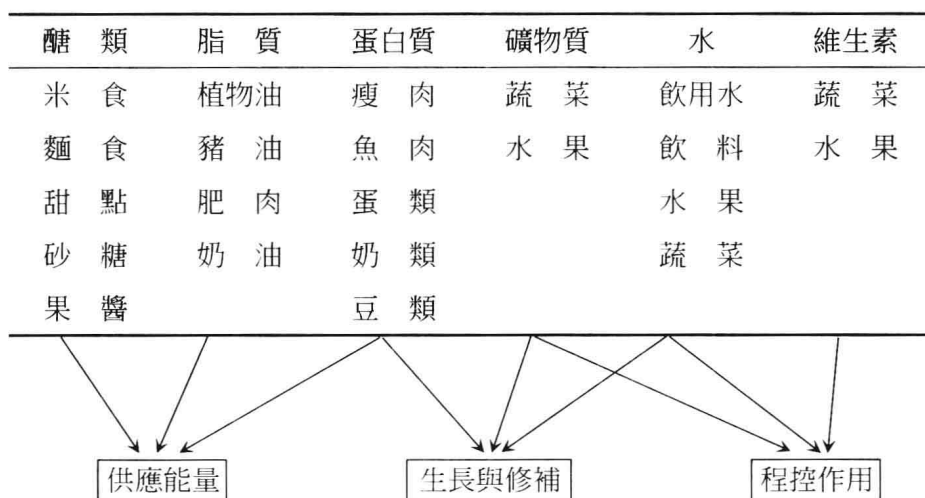 醣類 脂質 蛋白質 礦物質 水 維生素
米食 植物油 瘦肉 蔬菜 飲用水 蔬菜
麵食 豬油 魚肉 水果 飲料 水果
甜點 肥肉 蛋類 水果
砂糖 奶油 奶類 蔬菜
果醬 豆類
供應能量 生長與修補 程控作用